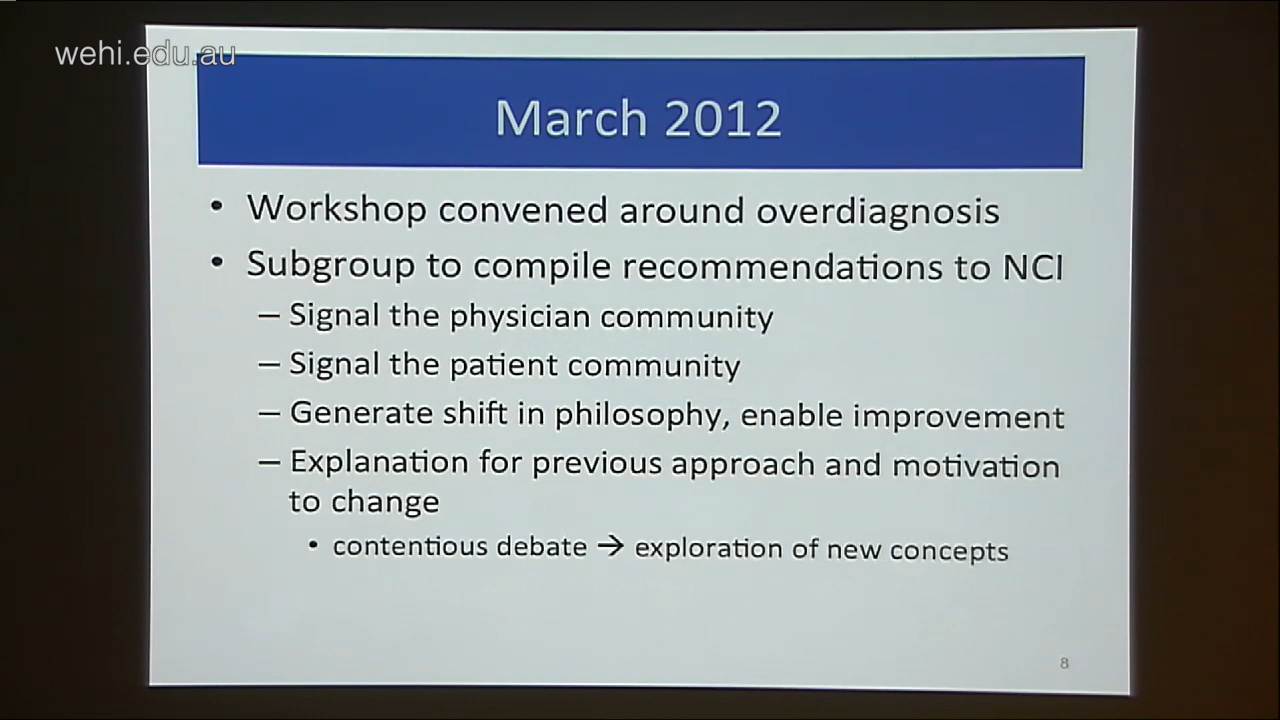 wehi.edu.au
March 2012
• Workshop convened around overdiagnosis
• Subgroup to compile recommendations to NCI
– Signal the physician community
– Signal the patient community
– Generate shift in philosophy, enable improvement
– Explanation for previous approach and motivation
to change
• contentious debate → exploration of new concepts
8